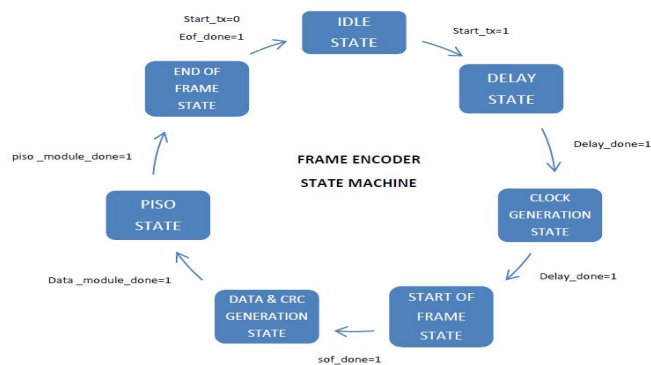 Start_tx=0
Eof_done=1
IDLE
STATE
Start_tx=1
END OF
FRAME
STATE
DELAY
STATE
piso _module_done=1
FRAME ENCODER
STATE MACHINE
Delay_done=1
PISO
STATE
CLOCK
GENERATION
STATE
Data _module_done=1
DATA & CRC
GENERATION
STATE
START OF
FRAME
STATE
Delay_done=1
sof_done=1